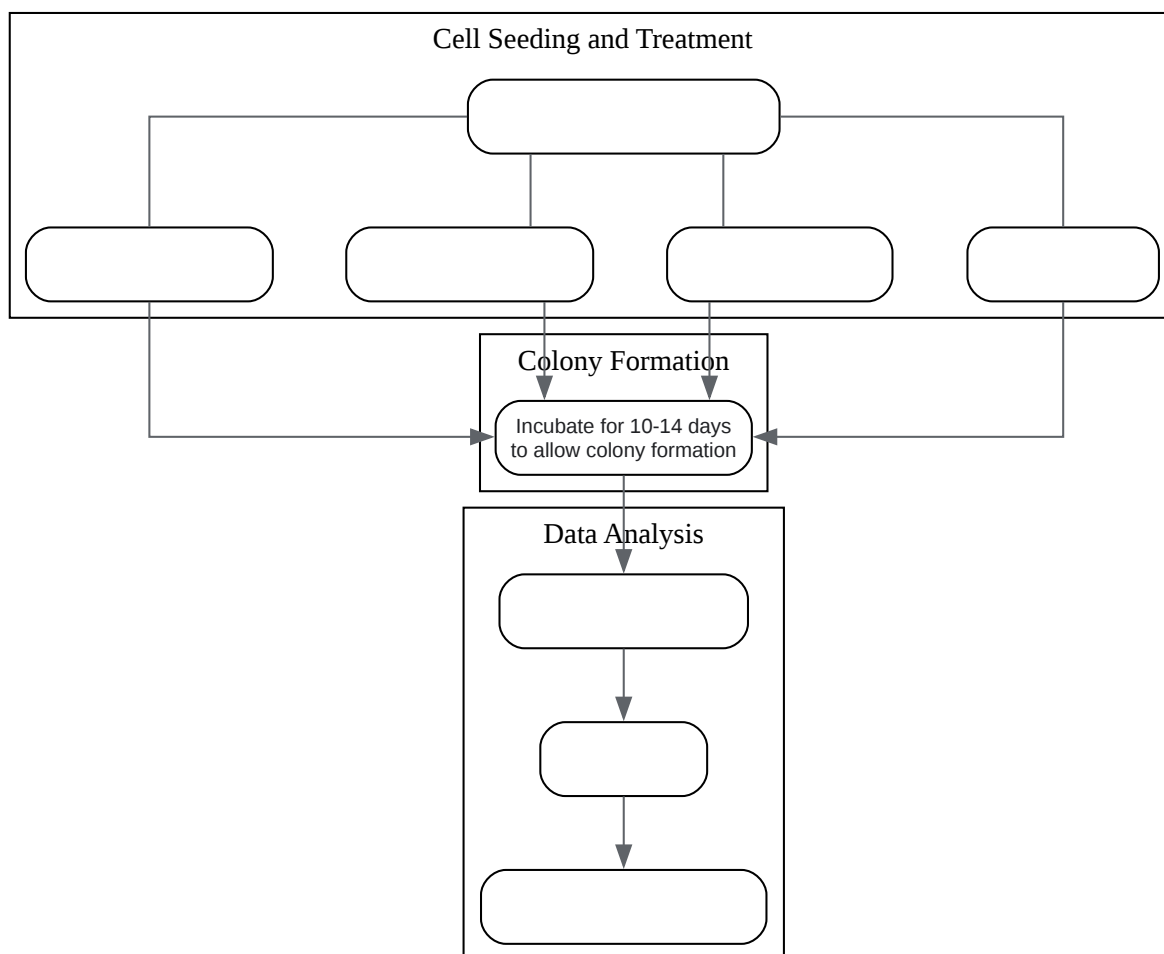 Cell Seeding and Treatment
Colony Formation
Incubate for 10-14 days
to allow colony formation
Data Analysis